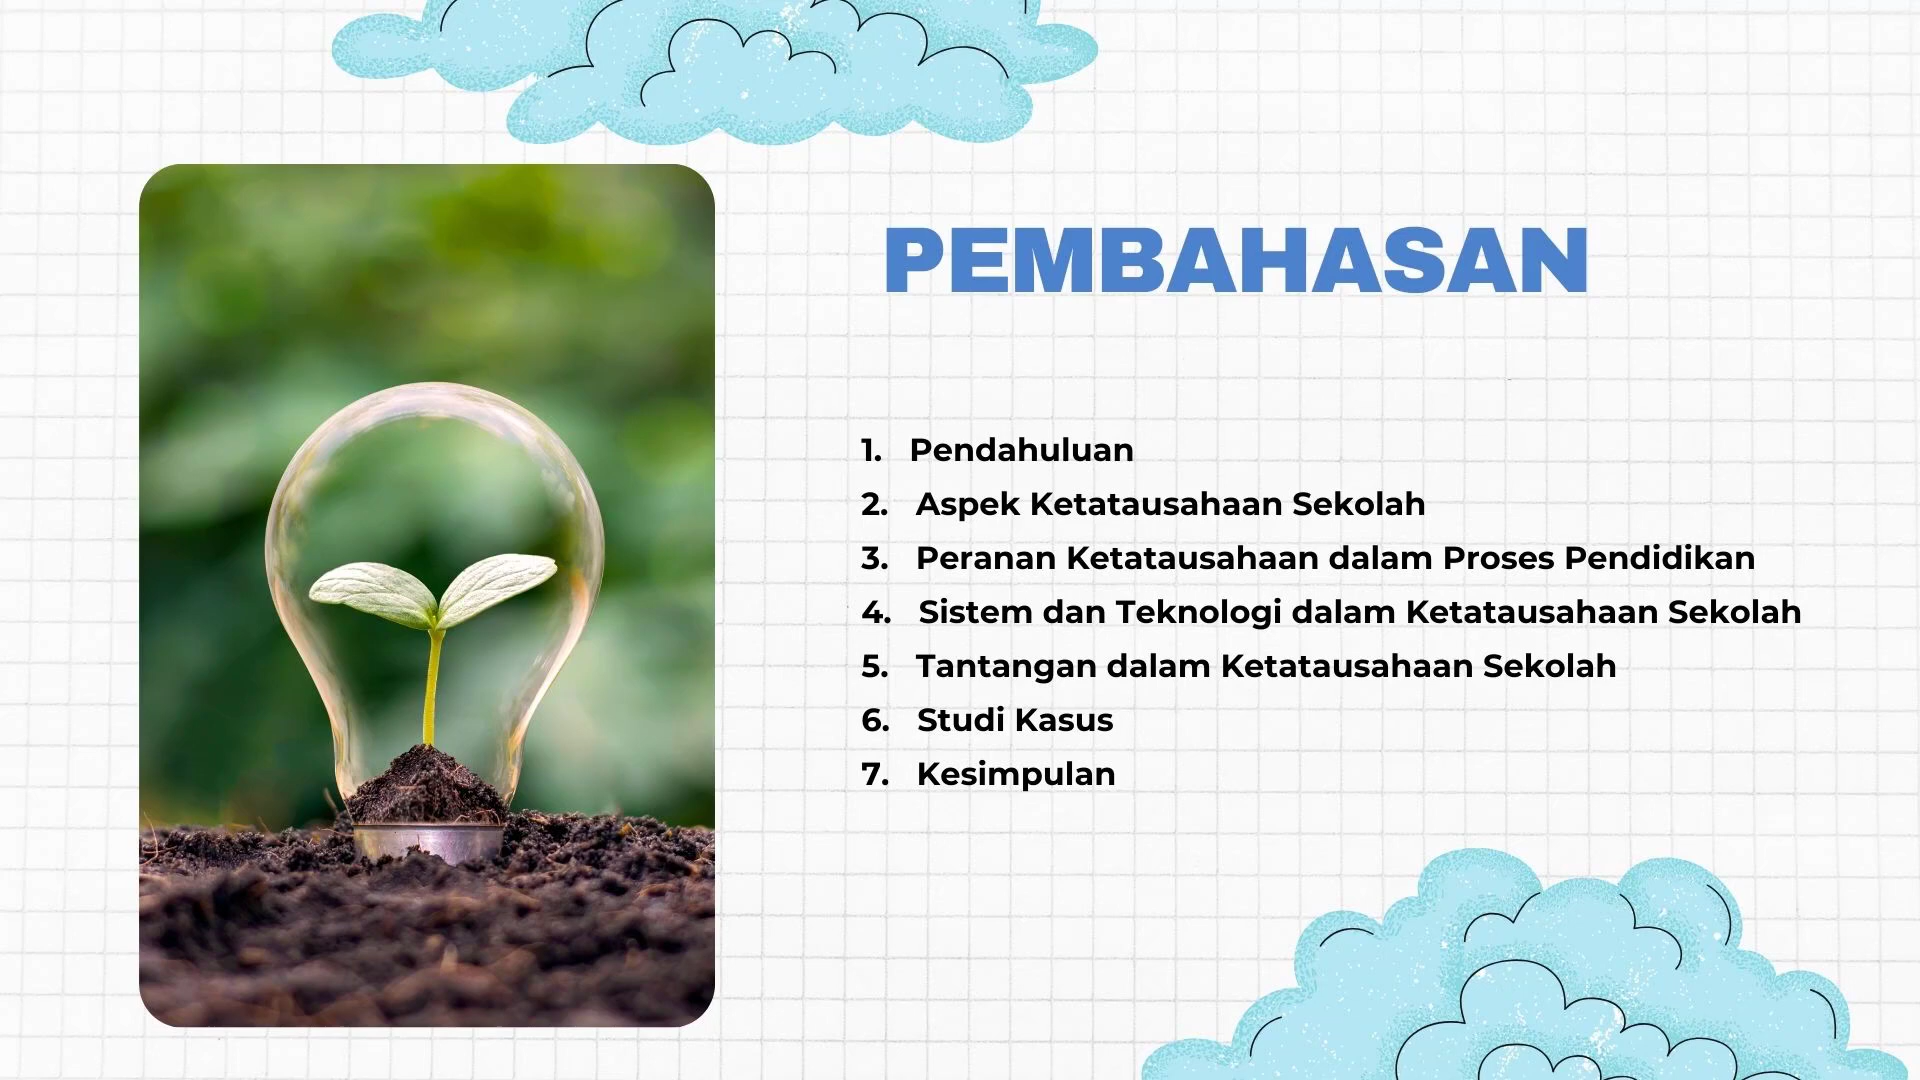 PEMBAHASAN
1. Pendahuluan
2. Aspek Ketatausahaan Sekolah
3. Peranan Ketatausahaan dalam Proses Pendidikan
4. Sistem dan Teknologi dalam Ketatausahaan Sekolah
5. Tantangan dalam Ketatausahaan Sekolah
6. Studi Kasus
7. Kesimpulan